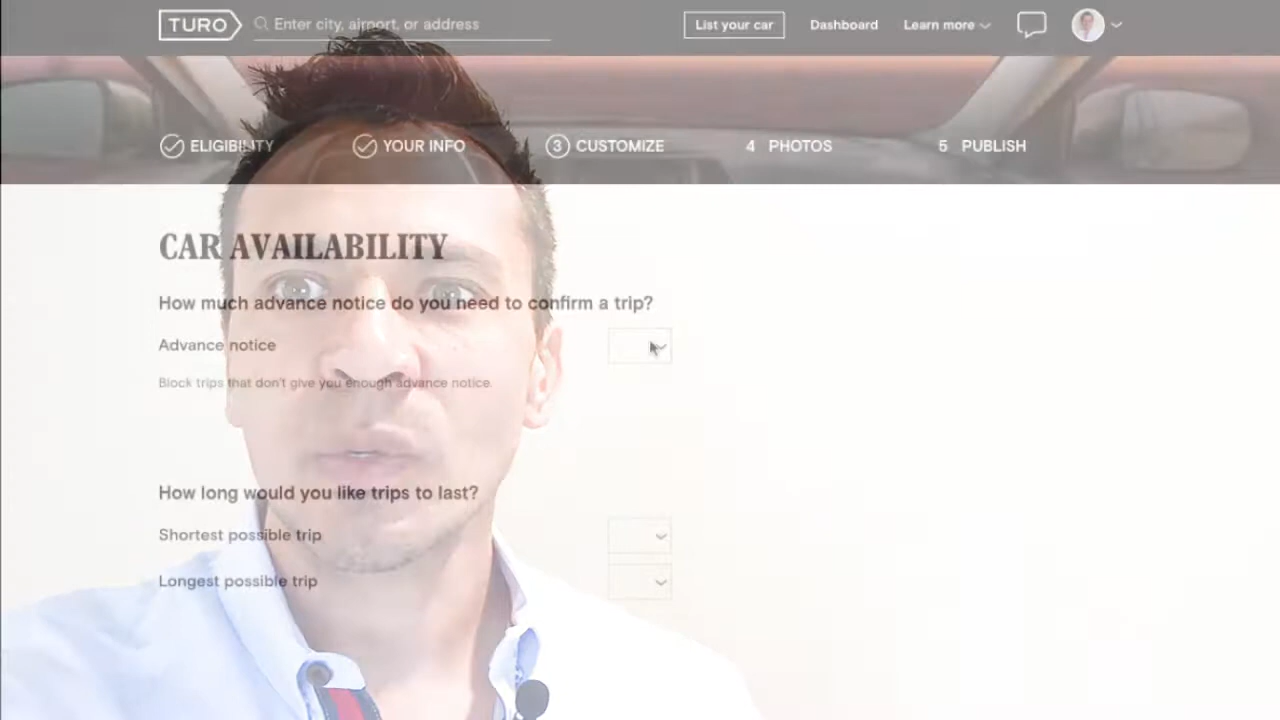 TURO
Enter city, airport, or address
List your car
Dashboard
Learn more
ELIGIBILITY
YOUR INFO
3 CUSTOMIZE
4 PHOTOS
5 PUBLISH
CAR AVAILABILITY
How much advance notice do you need to confirm a trip?
Advance notice
Block trips that don't give you enough advance notice.
How long would you like trips to last?
Shortest possible trip
Longest possible trip